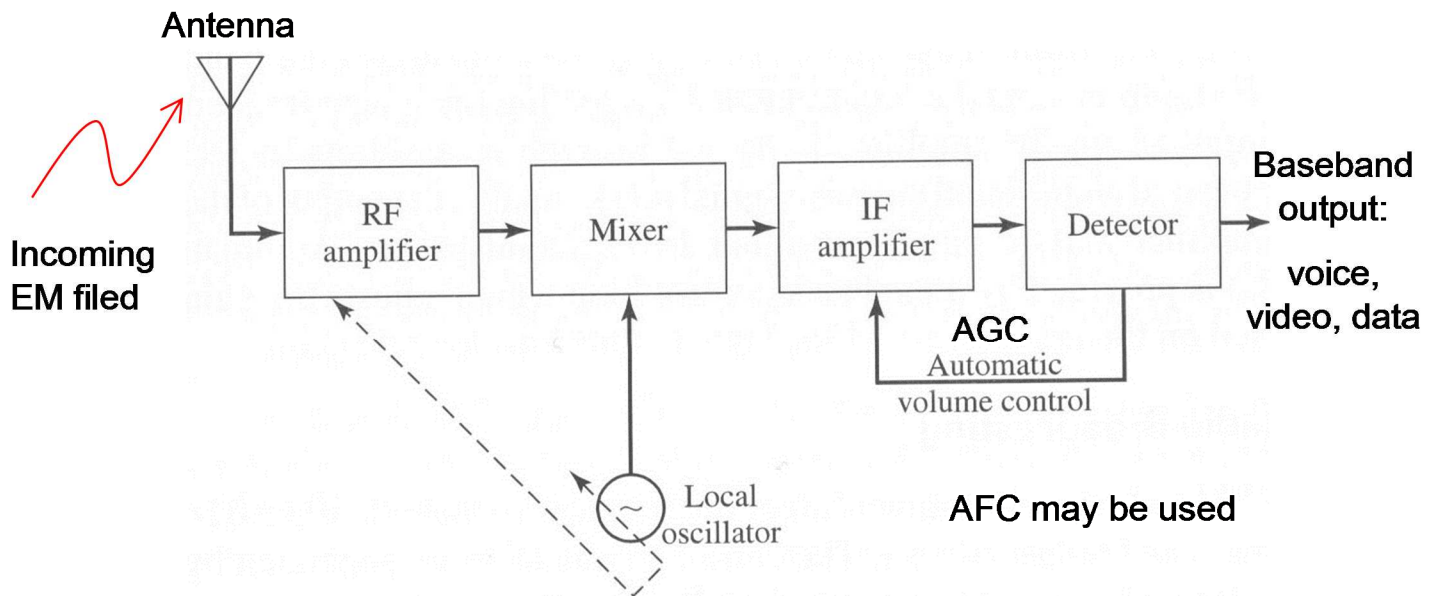 Antenna
Incoming
EM filed
RF
amplifier
Mixer
IF
amplifier
Detector
Baseband
output:
voice,
video, data
AGC
Automatic
volume control
~
Local
oscillator
AFC may be used